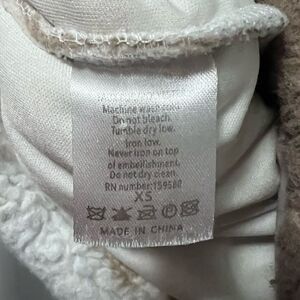 Machine wash cold.
Do not bleach.
Tumble dry low.
Iron low.
Never iron on top
of embellishment.
Do not dry clean.
RN number:159580
XS
MADE IN CHINA